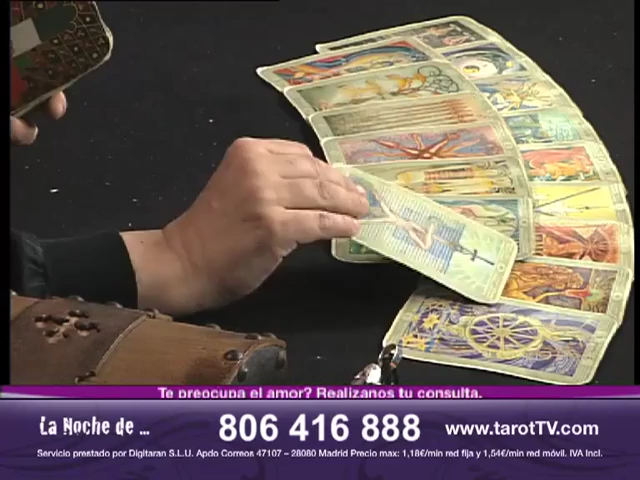 Te preocupa el amor? Realizanos tu consulta.
La Noche de ... 806 416 888 www.tarotTV.com
Servicio prestado por Digitaran S.L.U. Apdo Correos 47107 – 28080 Madrid Precio max: 1,18€/min red fija y 1,54€/min red móvil. IVA Incl.